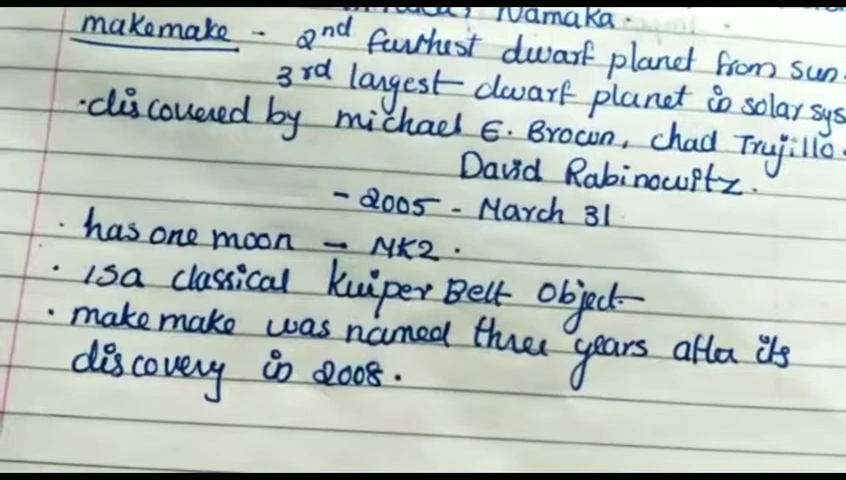 Namaka.
makemake - 2nd furthest dwarf planet from sun.
3rd largest dwarf planet in solar sys
·discovered by michael E. Brown, chad Trujillo.
David Rabinowitz.
- 2005 - March 31
· has one moon - MK2.
· is a classical Kuiper Belt Object
· makemake was named three years after its
discovery in 2008.